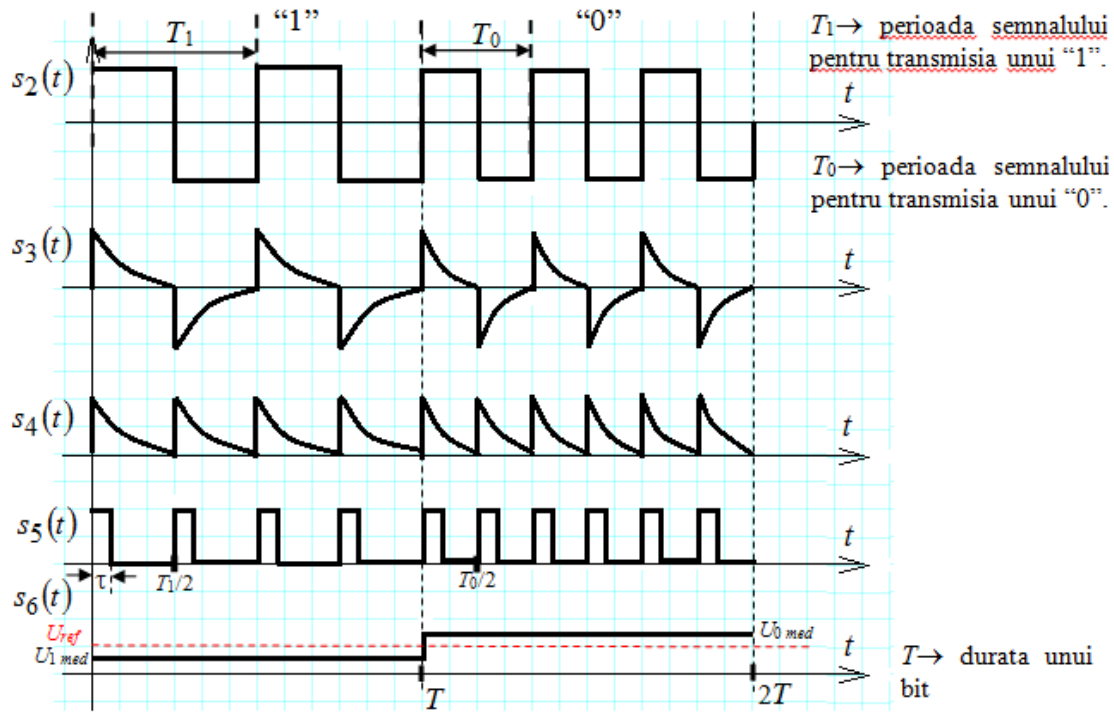 "1"
"0"
T1
T0
T1→ perioada semnalului
pentru transmisia unui "1".
s2(t)
t
T0→ perioada semnalului
pentru transmisia unui "0".
s3(t)
t
s4(t)
t
s5(t)
t
τ
T1/2
T0/2
s6(t)
Uref
U0 med
U1 med
t
T→ durata unui
bit
T
2T